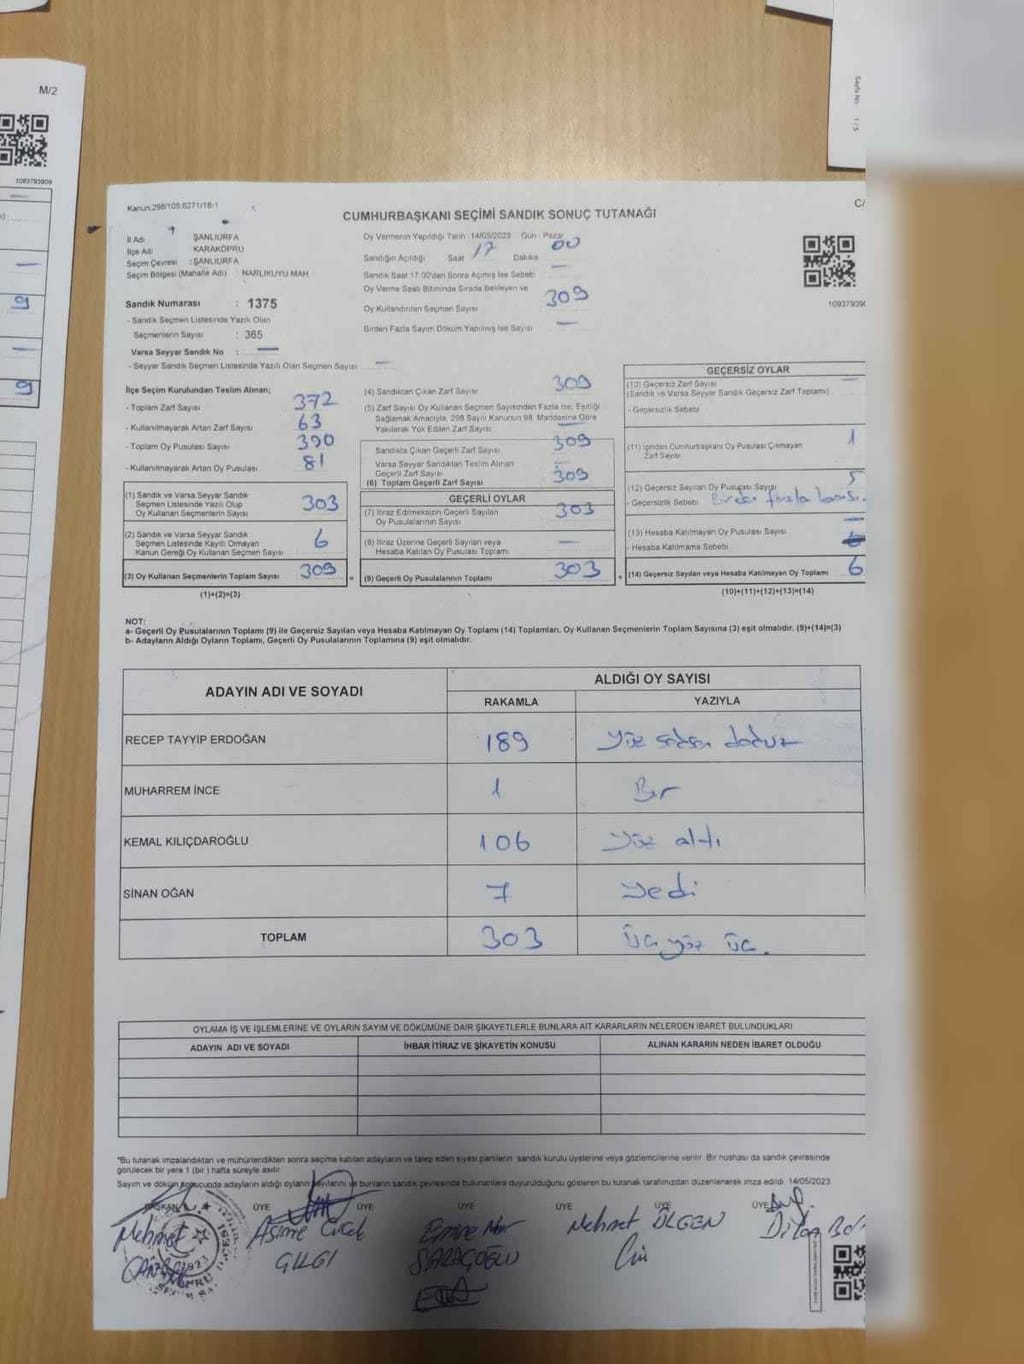 M/2
1093793909
9
9
Sayfa No: 1 / 5
Kanun:298/105:6271/18-1
C/
CUMHURBAŞKANI SEÇİMİ SANDIK SONUÇ TUTANAĞI
İl Adı : ŞANLIURFA
İlçe Adı : KARAKÖPRÜ
Seçim Çevresi : ŞANLIURFA
Seçim Bölgesi (Mahalle Adı) : NARLIKUYU MAH
Sandık Numarası : 1375
- Sandık Seçmen Listesinde Yazılı Olan
Seçmenlerin Sayısı : 365
Varsa Seyyar Sandık No : —
- Seyyar Sandık Seçmen Listesinde Yazılı Olan Seçmen Sayısı : —
Oy Vermenin Yapıldığı Tarih : 14/05/2023 Gün : Pazar
Sandığın Açıldığı Saat 17 Dakika 00
Sandık Saat 17:00'den Sonra Açılmış İse Sebebi —
Oy Verme Saati Bitiminde Sırada Bekleyen ve
Oy Kullandırılan Seçmen Sayısı 309
Birden Fazla Sayım Döküm Yapılmış İse Sayısı —
1093793
İlçe Seçim Kurulundan Teslim Alınan;
- Toplam Zarf Sayısı 372
- Kullanılmayarak Artan Zarf Sayısı 63
- Toplam Oy Pusulası Sayısı 390
- Kullanılmayarak Artan Oy Pusulası 81
(1) Sandık ve Varsa Seyyar Sandık
Seçmen Listesinde Yazılı Olup
Oy Kullanan Seçmenlerin Sayısı 303
(2) Sandık ve Varsa Seyyar Sandık
Seçmen Listesinde Kayıtlı Olmayan
Kanun Gereği Oy Kullanan Seçmen Sayısı 6
(3) Oy Kullanan Seçmenlerin Toplam Sayısı 309
(1)+(2)=(3)
(4) Sandıktan Çıkan Zarf Sayısı 309
(5) Zarf Sayısı Oy Kullanan Seçmen Sayısından Fazla İse, Eşitliği
Sağlamak Amacıyla, 298 Sayılı Kanunun 98. Maddesine Göre
Yakılarak Yok Edilen Zarf Sayısı —
Sandıkta Çıkan Geçerli Zarf Sayısı 309
Varsa Seyyar Sandıktan Teslim Alınan
Geçerli Zarf Sayısı —
(6) Toplam Geçerli Zarf Sayısı 309
GEÇERLİ OYLAR
(7) İtiraz Edilmeksizin Geçerli Sayılan
Oy Pusulalarının Sayısı 303
(8) İtiraz Üzerine Geçerli Sayılan veya
Hesaba Katılan Oy Pusulası Toplamı —
= (9) Geçerli Oy Pusulalarının Toplamı 303
GEÇERSİZ OYLAR
(10) Geçersiz Zarf Sayısı —
(Sandık ve Varsa Seyyar Sandık Geçersiz Zarf Toplamı)
- Geçersizlik Sebebi
(11) İçinden Cumhurbaşkanı Oy Pusulası Çıkmayan 1
Zarf Sayısı
(12) Geçersiz Sayılan Oy Pusulası Sayısı 5
- Geçersizlik Sebebi Birden fazla
(13) Hesaba Katılmayan Oy Pusulası Sayısı —
- Hesaba Katılmama Sebebi
+ (14) Geçersiz Sayılan veya Hesaba Katılmayan Oy Toplamı 6
(10)+(11)+(12)+(13)=(14)
NOT:
a- Geçerli Oy Pusulalarının Toplamı (9) ile Geçersiz Sayılan veya Hesaba Katılmayan Oy Toplamı (14) Toplamları, Oy Kullanan Seçmenlerin Toplam Sayısına (3) eşit olmalıdır. (9)+(14)=(3)
b- Adayların Aldığı Oyların Toplamı, Geçerli Oy Pusulalarının Toplamına (9) eşit olmalıdır.
ADAYIN ADI VE SOYADI
ALDIĞI OY SAYISI
RAKAMLA YAZIYLA
RECEP TAYYİP ERDOĞAN 189 Yüz seksen dokuz
MUHARREM İNCE 1 Bir
KEMAL KILIÇDAROĞLU 106 yüz altı
SİNAN OĞAN 7 yedi
TOPLAM 303 üç yüz üç.
OYLAMA İŞ VE İŞLEMLERİNE VE OYLARIN SAYIM VE DÖKÜMÜNE DAİR ŞİKAYETLERLE BUNLARA AİT KARARLARIN NELERDEN İBARET BULUNDUKLARI
ADAYIN ADI VE SOYADI İHBAR İTİRAZ VE ŞİKAYETİN KONUSU ALINAN KARARIN NEDEN İBARET OLDUĞU
*Bu tutanak imzalandıktan ve mühürlendikten sonra seçime katılan adayların ve talep eden siyasi partilerin sandık kurulu üyelerine veya gözlemcilerine verilir. Bir nüshası da sandık çevresinde
görülecek bir yere 1 (bir) hafta süreyle asılır.
Sayım ve döküm sonucunda adayların aldığı oyların sayılarını ve bunların sandık çevresinde bulunanlara duyurulduğunu gösteren bu tutanak tarafımızdan düzenlenerek imza edildi. 14/05/2023
BAŞKAN ÜYE ÜYE ÜYE ÜYE
Mehmet Asime Çiçek Emine Nur Mehmet ÜLGEN Dilan
GILGI SARAÇOĞLU